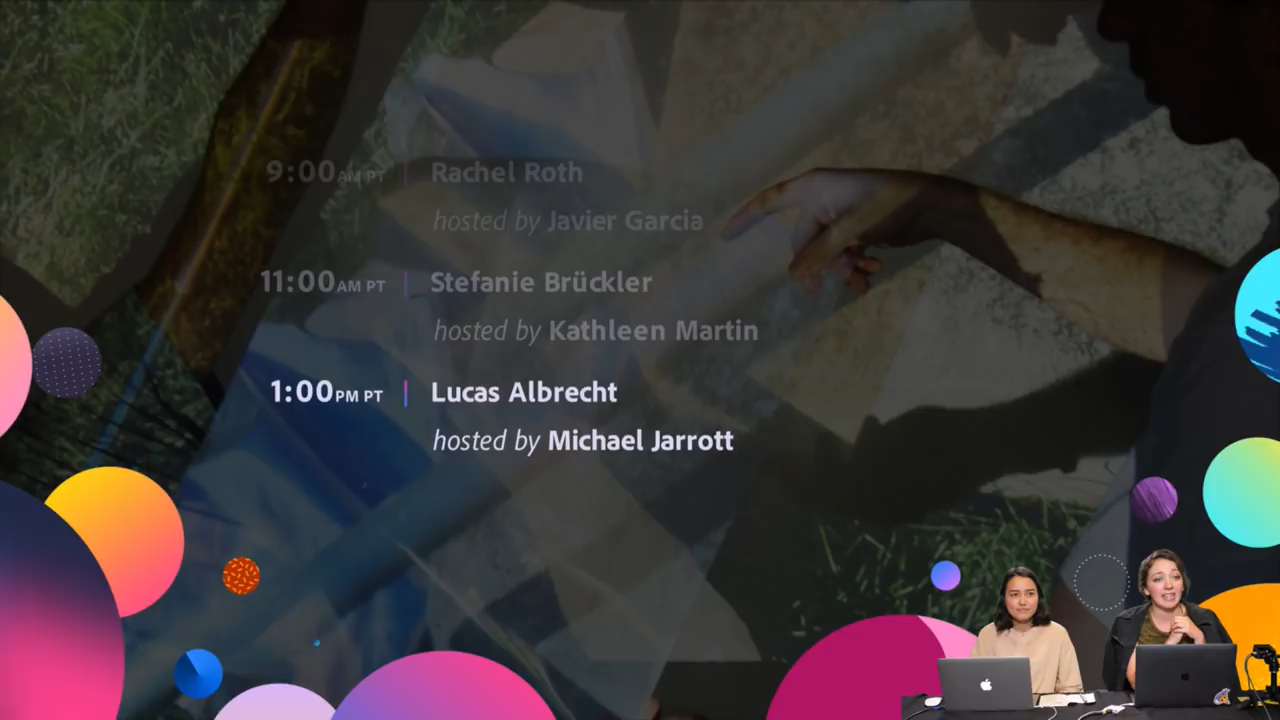 9:00AM PT | Rachel Roth
hosted by Javier Garcia
11:00AM PT | Stefanie Brückler
hosted by Kathleen Martin
1:00PM PT | Lucas Albrecht
hosted by Michael Jarrott